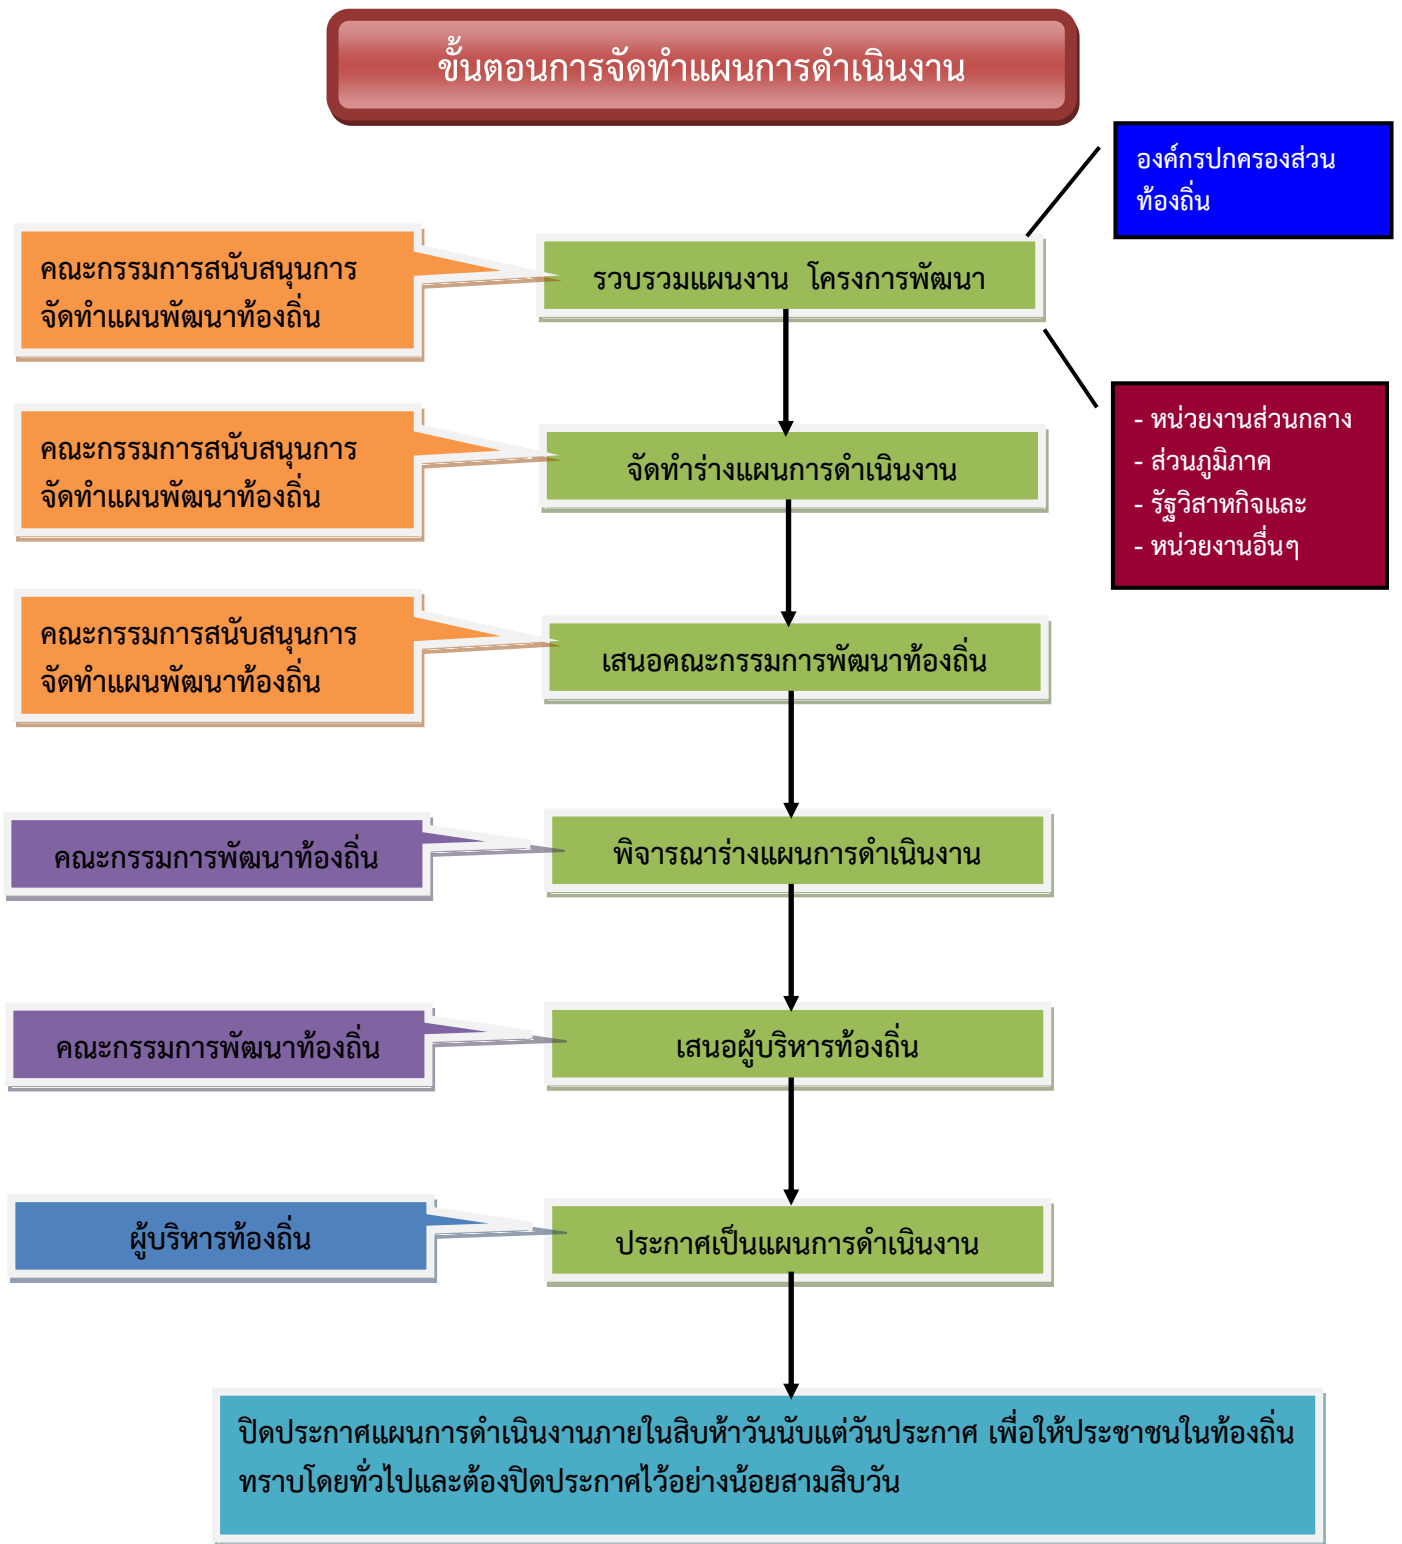 ขั้นตอนการจัดทำแผนการดำเนินงาน
องค์กรปกครองส่วน
ท้องถิ่น
คณะกรรมการสนับสนุนการ
จัดทำแผนพัฒนาท้องถิ่น
รวบรวมแผนงาน โครงการพัฒนา
- หน่วยงานส่วนกลาง
- ส่วนภูมิภาค
- รัฐวิสาหกิจและ
- หน่วยงานอื่นๆ
คณะกรรมการสนับสนุนการ
จัดทำแผนพัฒนาท้องถิ่น
จัดทำร่างแผนการดำเนินงาน
คณะกรรมการสนับสนุนการ
จัดทำแผนพัฒนาท้องถิ่น
เสนอคณะกรรมการพัฒนาท้องถิ่น
คณะกรรมการพัฒนาท้องถิ่น
พิจารณาร่างแผนการดำเนินงาน
คณะกรรมการพัฒนาท้องถิ่น
เสนอผู้บริหารท้องถิ่น
ผู้บริหารท้องถิ่น
ประกาศเป็นแผนการดำเนินงาน
ปิดประกาศแผนการดำเนินงานภายในสิบห้าวันนับแต่วันประกาศ เพื่อให้ประชาชนในท้องถิ่น
ทราบโดยทั่วไปและต้องปิดประกาศไว้อย่างน้อยสามสิบวัน